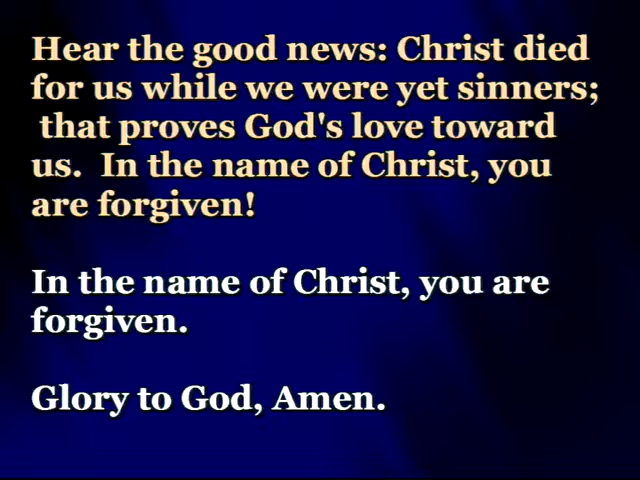 Hear the good news: Christ died
for us while we were yet sinners;
that proves God's love toward
us.  In the name of Christ, you
are forgiven!
In the name of Christ, you are
forgiven.
Glory to God, Amen.